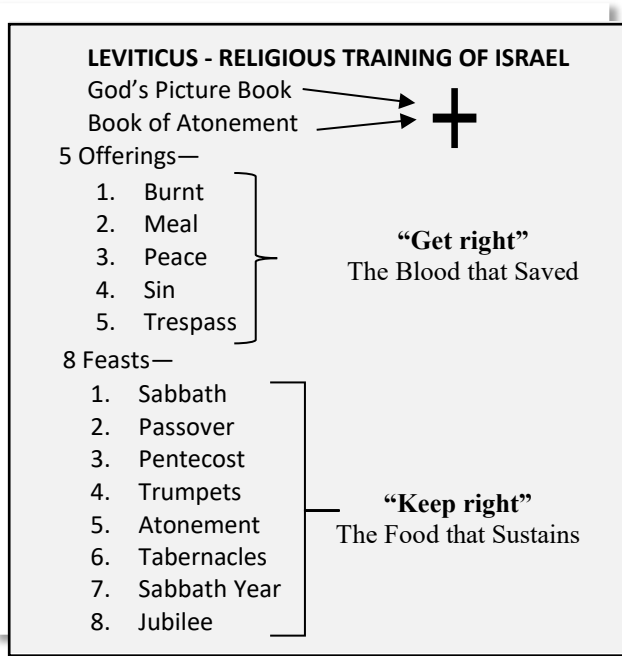 LEVITICUS - RELIGIOUS TRAINING OF ISRAEL
God’s Picture Book
Book of Atonement
5 Offerings—
1. Burnt
2. Meal
3. Peace
4. Sin
5. Trespass
“Get right”
The Blood that Saved
8 Feasts—
1. Sabbath
2. Passover
3. Pentecost
4. Trumpets
5. Atonement
6. Tabernacles
7. Sabbath Year
8. Jubilee
“Keep right”
The Food that Sustains